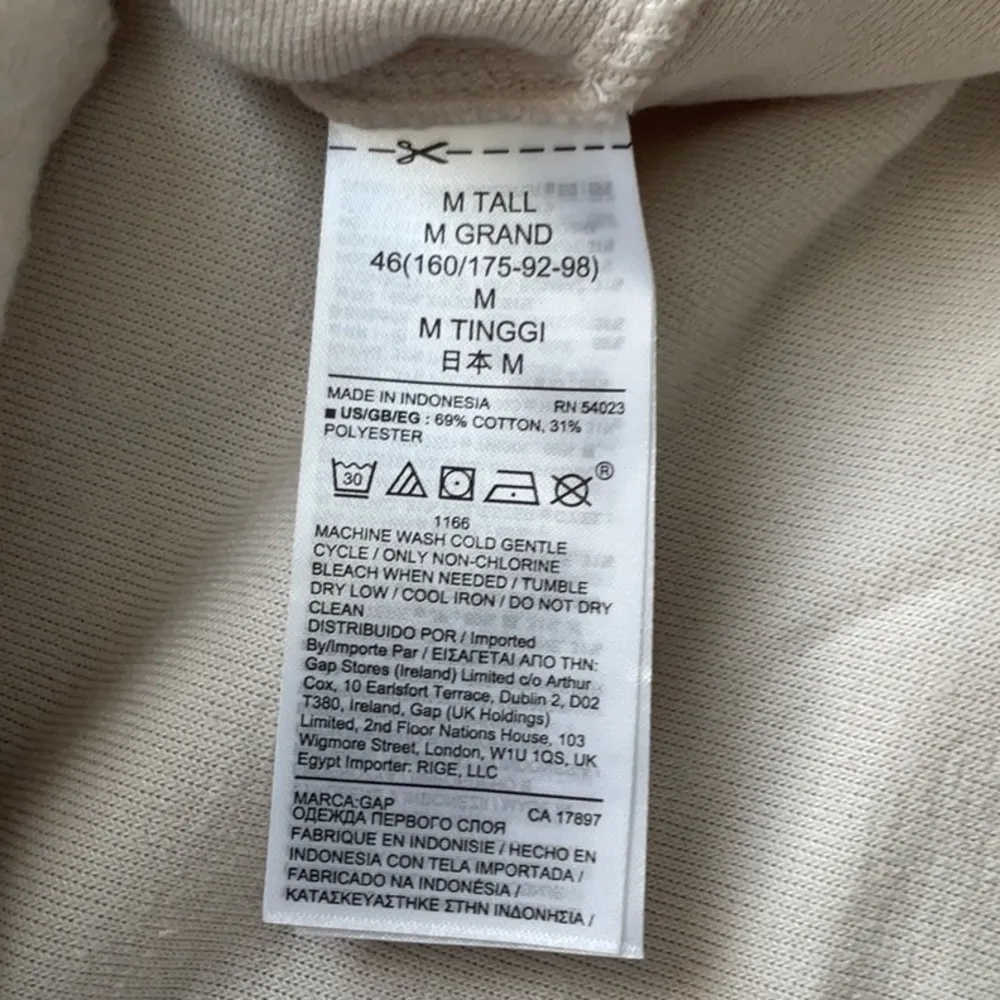 M TALL
M GRAND
46(160/175-92-98)
M
M TINGGI
日本 M
MADE IN INDONESIA RN 54023
■ US/GB/EG : 69% COTTON, 31%
POLYESTER
30 ®
1166
MACHINE WASH COLD GENTLE
CYCLE / ONLY NON-CHLORINE
BLEACH WHEN NEEDED / TUMBLE
DRY LOW / COOL IRON / DO NOT DRY
CLEAN
DISTRIBUIDO POR / Imported
By/Importe Par / ΕΙΣΑΓΕΤΑΙ ΑΠΟ ΤΗΝ:
Gap Stores (Ireland) Limited c/o Arthur
Cox, 10 Earlsfort Terrace, Dublin 2, D02
T380, Ireland, Gap (UK Holdings)
Limited, 2nd Floor Nations House, 103
Wigmore Street, London, W1U 1QS, UK
Egypt Importer: RIGE, LLC
MARCA:GAP CA 17897
ОДЕЖДА ПЕРВОГО СЛОЯ
FABRIQUE EN INDONISIE / HECHO EN
INDONESIA CON TELA IMPORTADA /
FABRICADO NA INDONÉSIA /
ΚΑΤΑΣΚΕΥΑΣΤΗΚΕ ΣΤΗΝ ΙΝΔΟΝΗΣΙΑ /